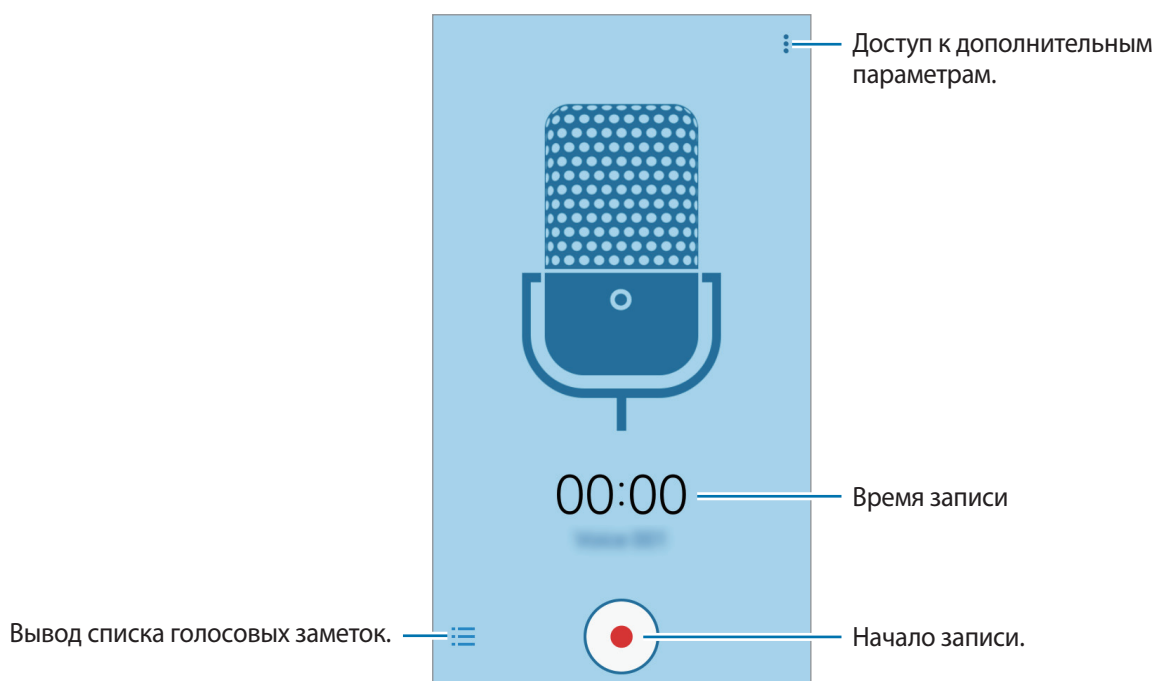 Доступ к дополнительным
параметрам.
00:00
Время записи
Вывод списка голосовых заметок.
Начало записи.